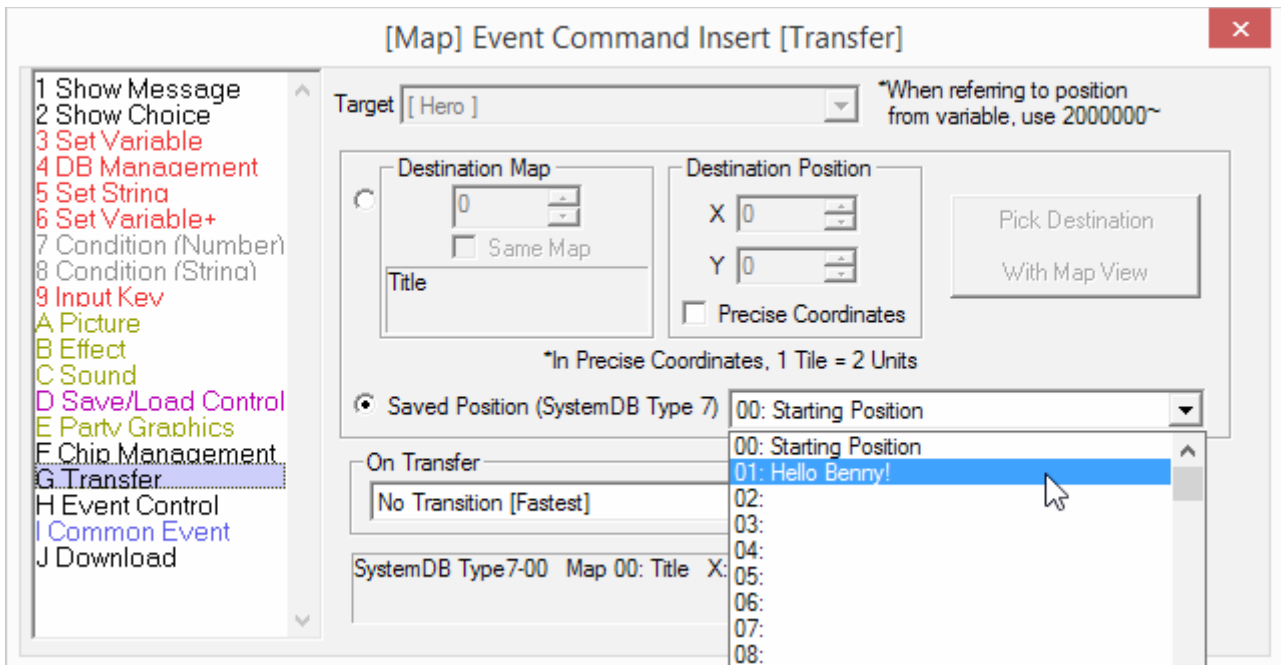 [Map] Event Command Insert [Transfer]
1 Show Message
2 Show Choice
3 Set Variable
4 DB Management
5 Set String
6 Set Variable+
7 Condition (Number)
8 Condition (String)
9 Input Key
A Picture
B Effect
C Sound
D Save/Load Control
E Party Graphics
F Chip Management
G Transfer
H Event Control
I Common Event
J Download
Target [ Hero ]
*When referring to position
from variable, use 2000000~
Destination Map
0
Same Map
Title
Destination Position
X 0
Y 0
Precise Coordinates
Pick Destination
With Map View
*In Precise Coordinates, 1 Tile = 2 Units
Saved Position (SystemDB Type 7) 00: Starting Position
00: Starting Position
01: Hello Benny!
02:
03:
04:
05:
06:
07:
08:
On Transfer
No Transition [Fastest]
SystemDB Type7-00 Map 00: Title X: